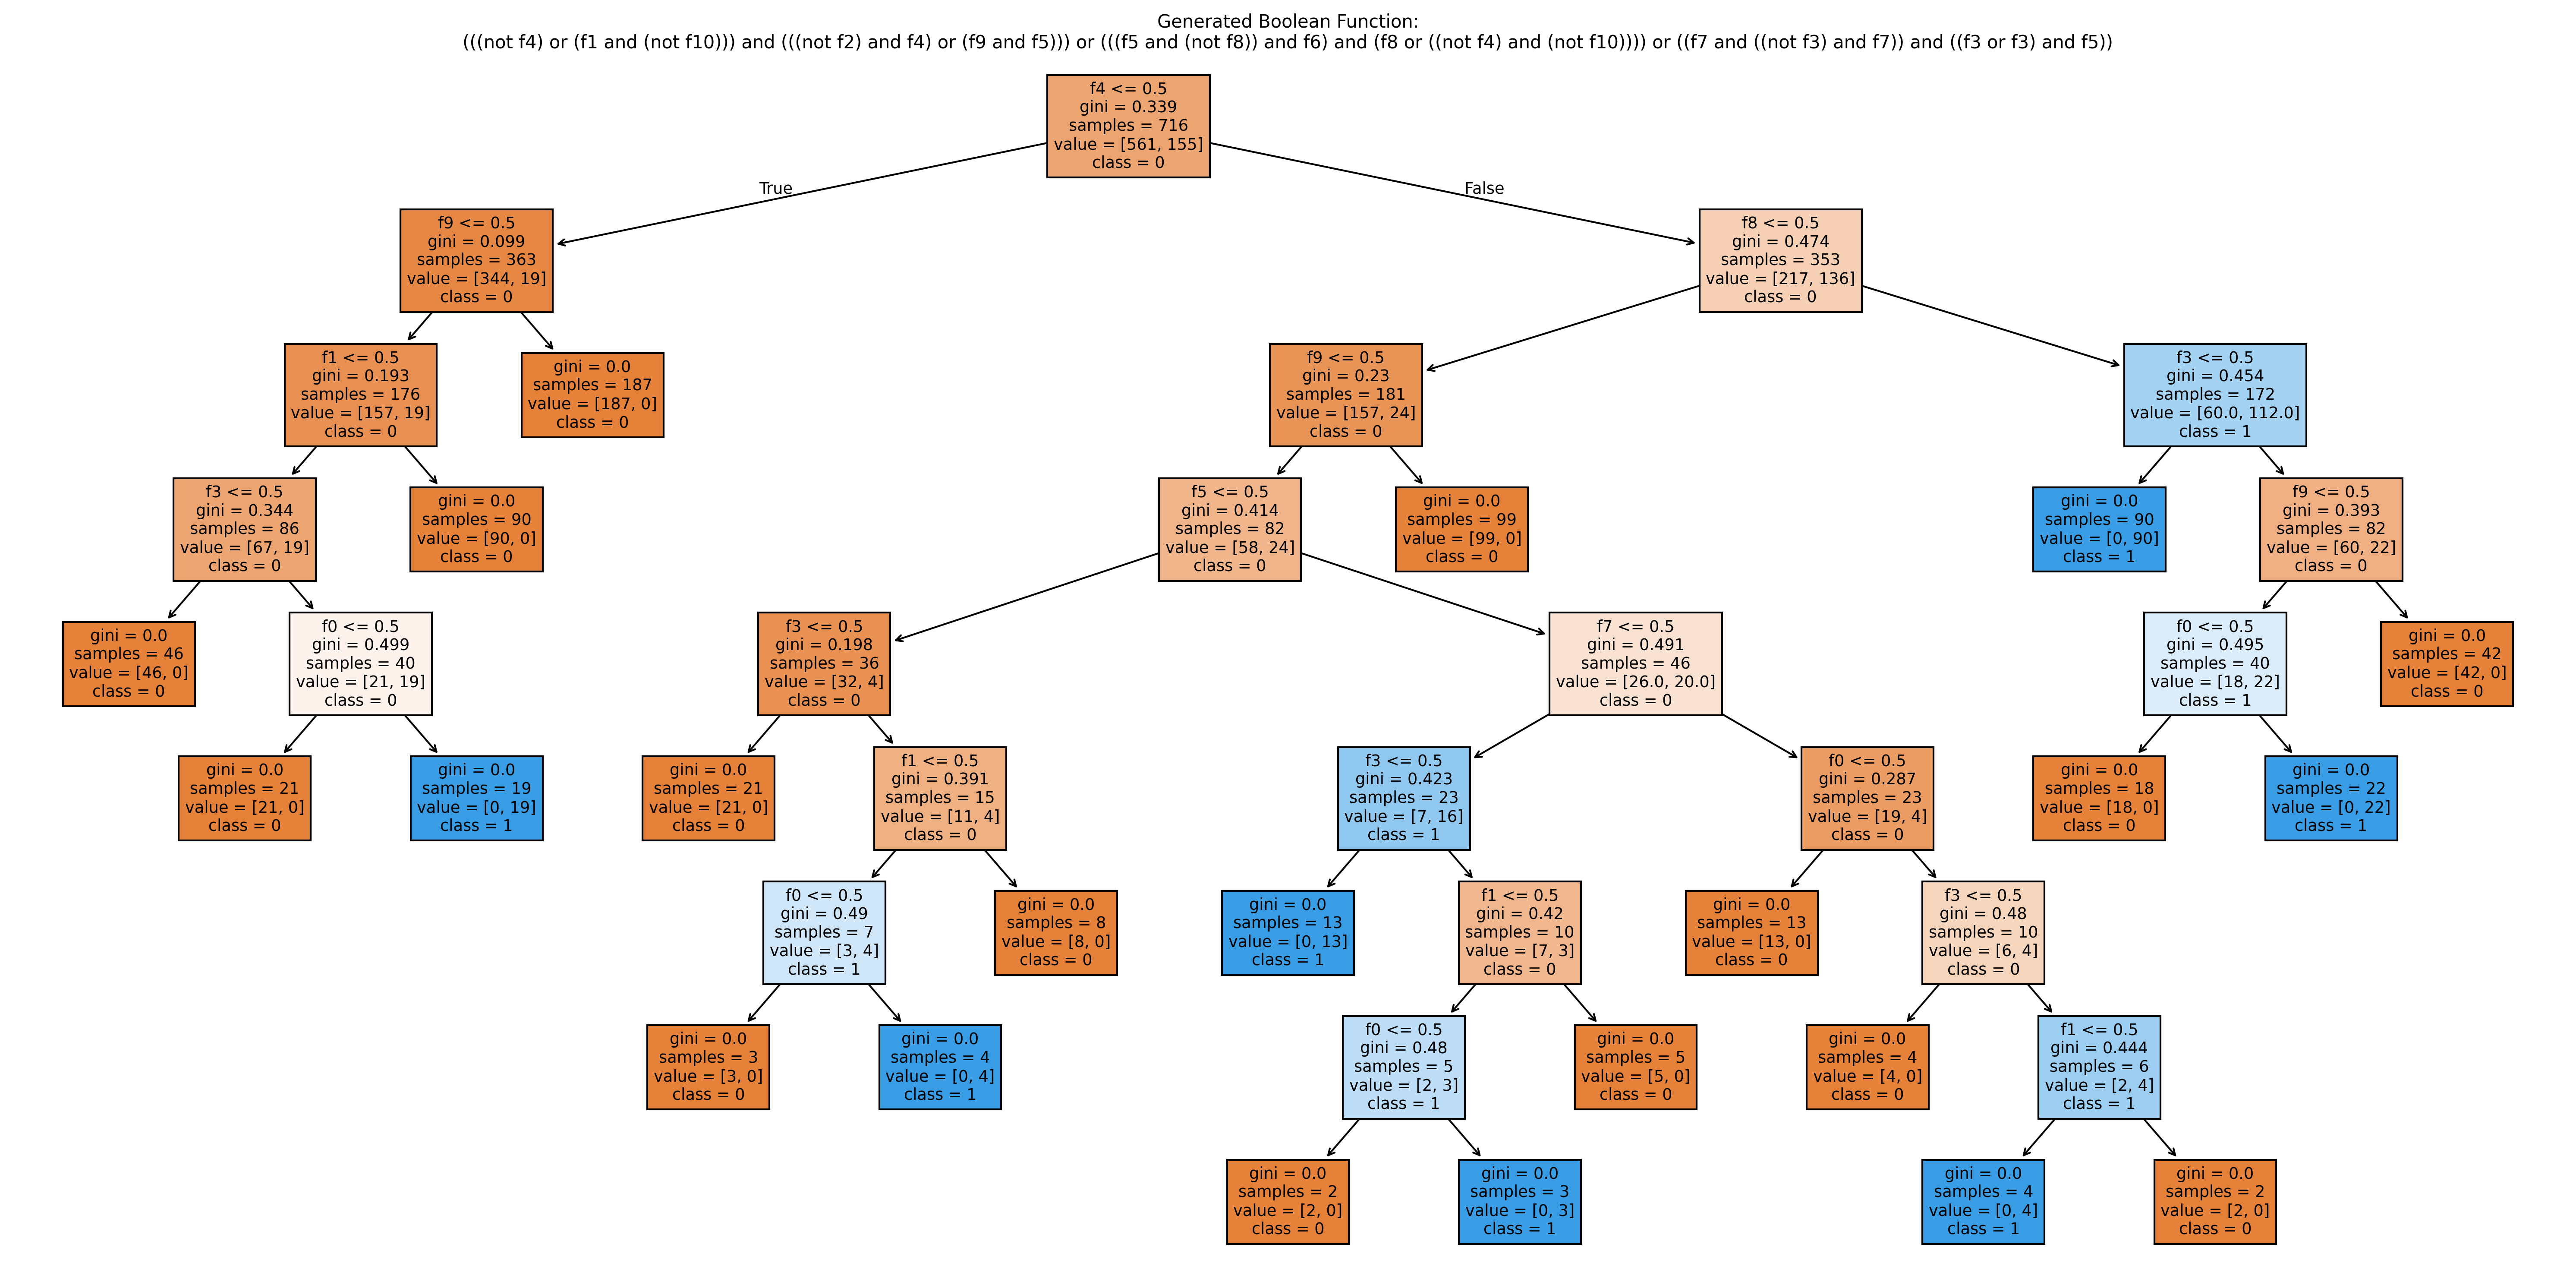 Generated Boolean Function:
(((not f4) or (f1 and (not f10))) and (((not f2) and f4) or (f9 and f5))) or (((f5 and (not f8)) and f6) and (f8 or ((not f4) and (not f10)))) or ((f7 and ((not f3) and f7)) and ((f3 or f3) and f5))
f4 <= 0.5
gini = 0.339
samples = 716
value = [561, 155]
class = 0
True
False
f9 <= 0.5
gini = 0.099
samples = 363
value = [344, 19]
class = 0
f8 <= 0.5
gini = 0.474
samples = 353
value = [217, 136]
class = 0
f1 <= 0.5
gini = 0.193
samples = 176
value = [157, 19]
class = 0
gini = 0.0
samples = 187
value = [187, 0]
class = 0
f9 <= 0.5
gini = 0.23
samples = 181
value = [157, 24]
class = 0
f3 <= 0.5
gini = 0.454
samples = 172
value = [60.0, 112.0]
class = 1
f3 <= 0.5
gini = 0.344
samples = 86
value = [67, 19]
class = 0
gini = 0.0
samples = 90
value = [90, 0]
class = 0
f5 <= 0.5
gini = 0.414
samples = 82
value = [58, 24]
class = 0
gini = 0.0
samples = 99
value = [99, 0]
class = 0
gini = 0.0
samples = 90
value = [0, 90]
class = 1
f9 <= 0.5
gini = 0.393
samples = 82
value = [60, 22]
class = 0
gini = 0.0
samples = 46
value = [46, 0]
class = 0
f0 <= 0.5
gini = 0.499
samples = 40
value = [21, 19]
class = 0
f3 <= 0.5
gini = 0.198
samples = 36
value = [32, 4]
class = 0
f7 <= 0.5
gini = 0.491
samples = 46
value = [26.0, 20.0]
class = 0
f0 <= 0.5
gini = 0.495
samples = 40
value = [18, 22]
class = 1
gini = 0.0
samples = 42
value = [42, 0]
class = 0
gini = 0.0
samples = 21
value = [21, 0]
class = 0
gini = 0.0
samples = 19
value = [0, 19]
class = 1
gini = 0.0
samples = 21
value = [21, 0]
class = 0
f1 <= 0.5
gini = 0.391
samples = 15
value = [11, 4]
class = 0
f3 <= 0.5
gini = 0.423
samples = 23
value = [7, 16]
class = 1
f0 <= 0.5
gini = 0.287
samples = 23
value = [19, 4]
class = 0
gini = 0.0
samples = 18
value = [18, 0]
class = 0
gini = 0.0
samples = 22
value = [0, 22]
class = 1
f0 <= 0.5
gini = 0.49
samples = 7
value = [3, 4]
class = 1
gini = 0.0
samples = 8
value = [8, 0]
class = 0
gini = 0.0
samples = 13
value = [0, 13]
class = 1
f1 <= 0.5
gini = 0.42
samples = 10
value = [7, 3]
class = 0
gini = 0.0
samples = 13
value = [13, 0]
class = 0
f3 <= 0.5
gini = 0.48
samples = 10
value = [6, 4]
class = 0
gini = 0.0
samples = 3
value = [3, 0]
class = 0
gini = 0.0
samples = 4
value = [0, 4]
class = 1
f0 <= 0.5
gini = 0.48
samples = 5
value = [2, 3]
class = 1
gini = 0.0
samples = 5
value = [5, 0]
class = 0
gini = 0.0
samples = 4
value = [4, 0]
class = 0
f1 <= 0.5
gini = 0.444
samples = 6
value = [2, 4]
class = 1
gini = 0.0
samples = 2
value = [2, 0]
class = 0
gini = 0.0
samples = 3
value = [0, 3]
class = 1
gini = 0.0
samples = 4
value = [0, 4]
class = 1
gini = 0.0
samples = 2
value = [2, 0]
class = 0